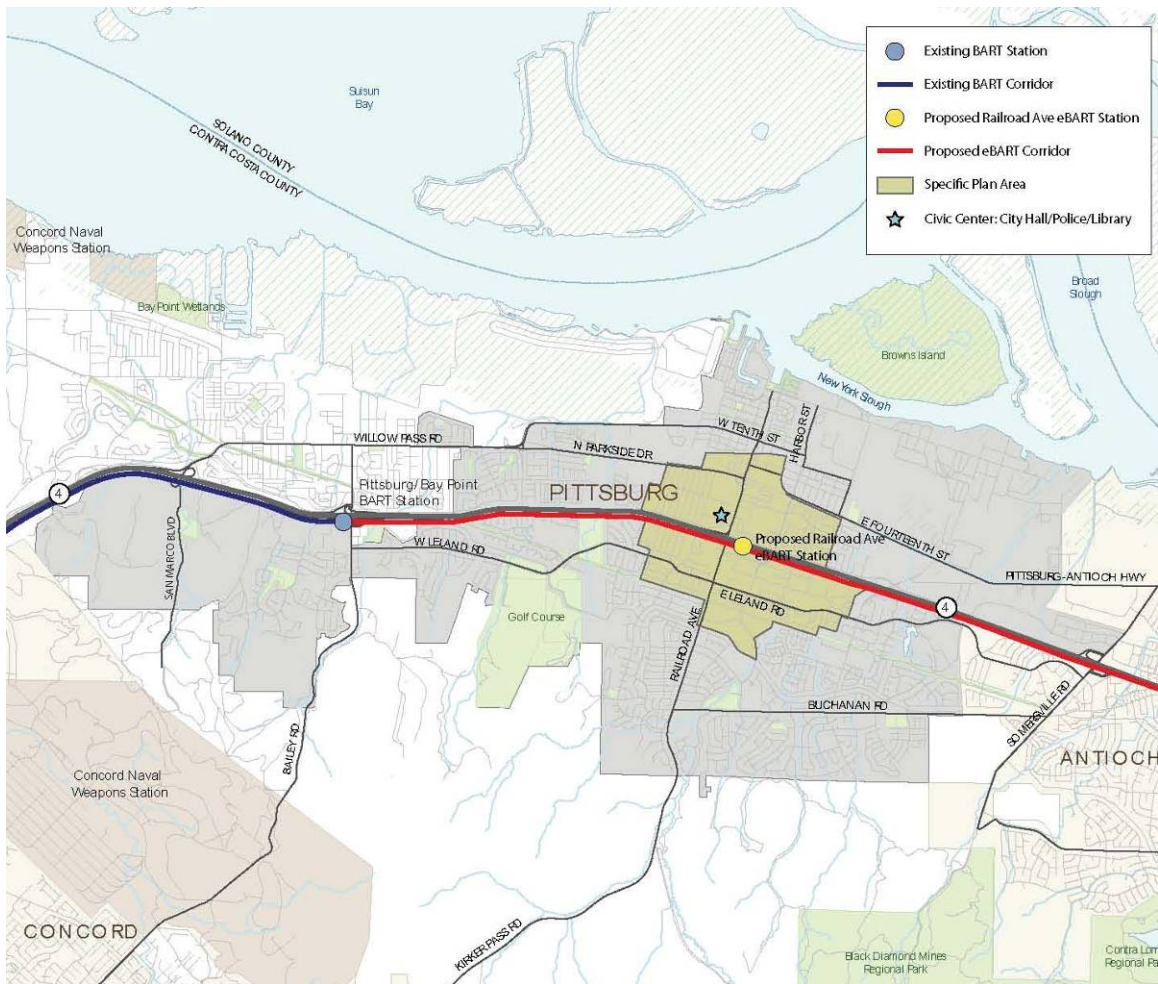 Existing BART Station
Existing BART Corridor
Proposed Railroad Ave eBART Station
Proposed eBART Corridor
Specific Plan Area
Civic Center: City Hall/Police/Library
Suisun
Bay
SOLANO COUNTY
CONTRA COSTA COUNTY
Concord Naval
Weapons Station
Bay Point Wetlands
Broad
Slough
Browns Island
New York Slough
W TENTH ST
HARBOR ST
WILLOW PASS RD
N PARKSIDE DR
Pittsburg/Bay Point
BART Station
PITTSBURG
4
E FOURTEENTH ST
Proposed Railroad Ave
eBART Station
W LELAND RD
SAN MARCO BLVD
PITTSBURG-ANTIOCH HWY
E LELAND RD
4
Golf Course
RAILROAD AVE
BUCHANAN RD
SOMERSVILLE RD
BAILEY RD
ANTIOCH
Concord Naval
Weapons Station
CONCORD
KIRKER PASS RD
Black Diamond Mines
Regional Park
Contra Lom
Regional Pa